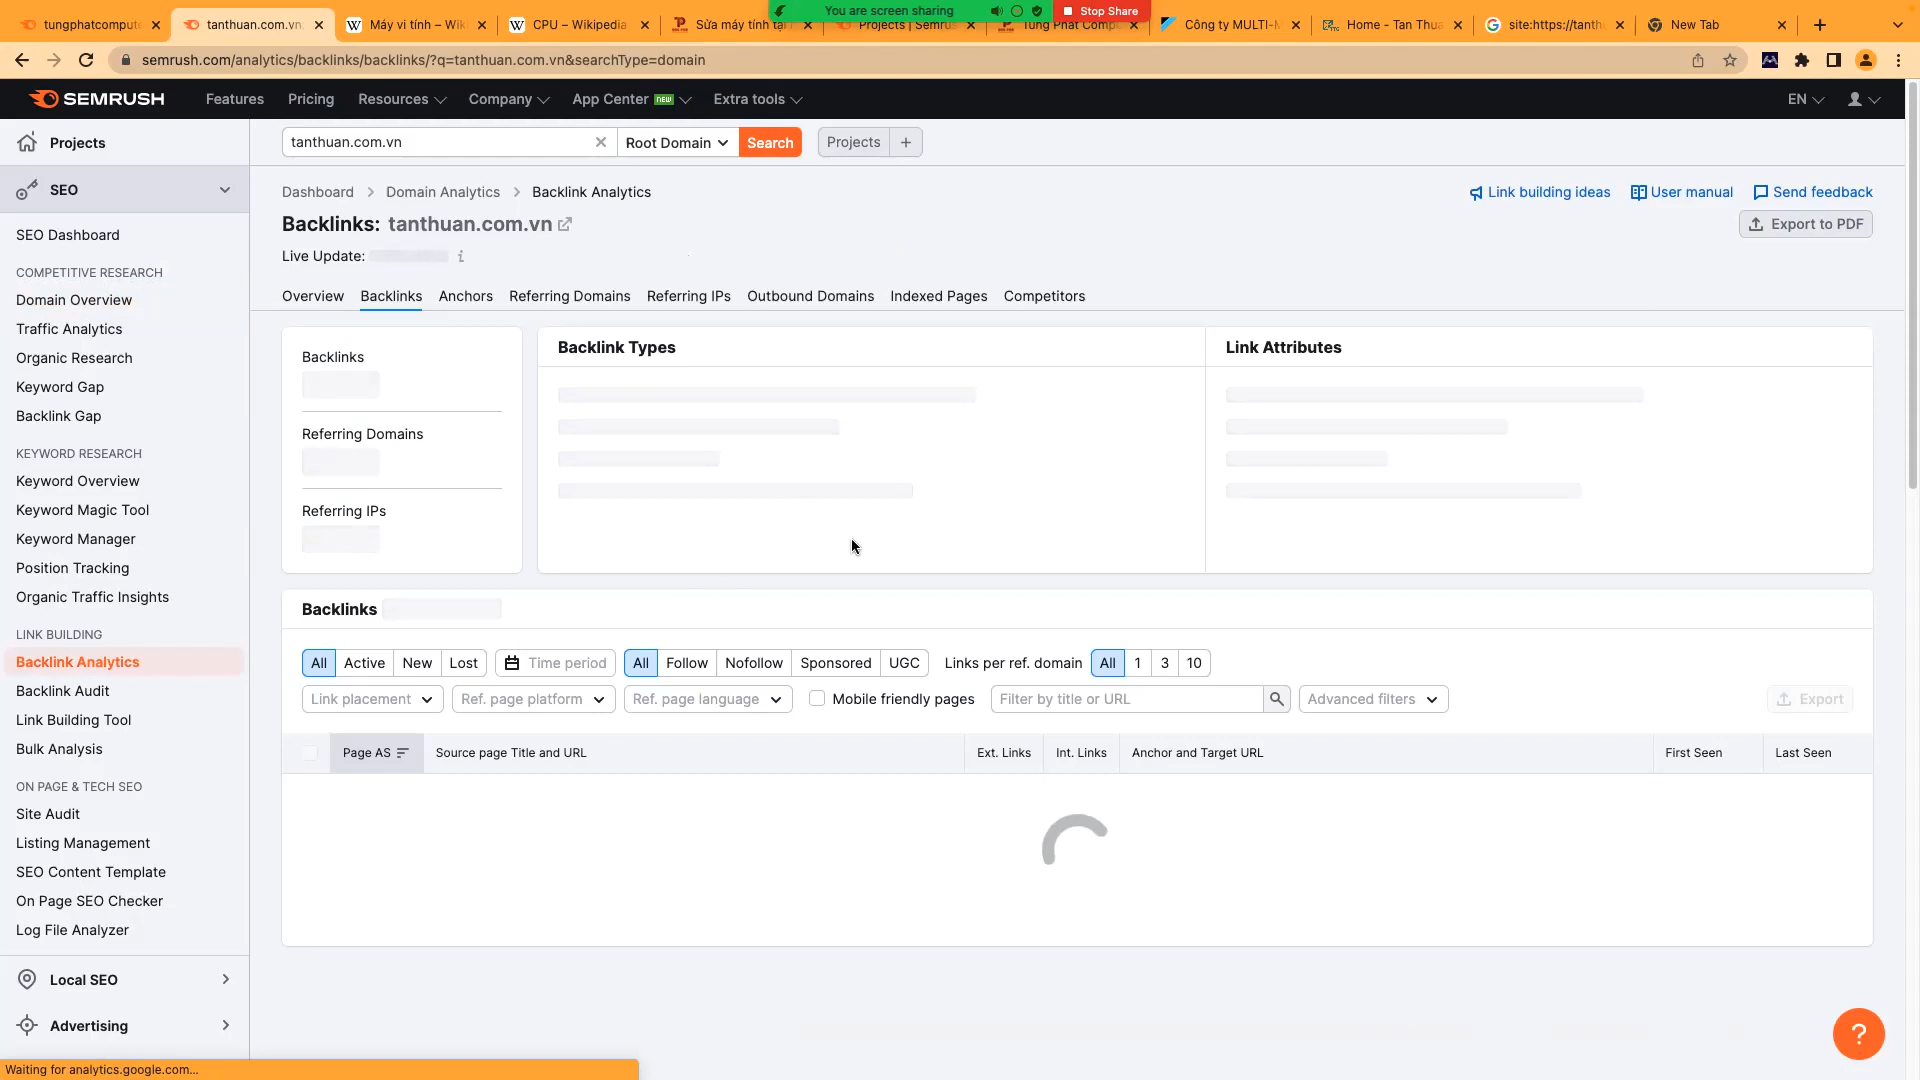 tungphatcompute
tanthuan.com.vn:
Máy vi tính – Wik
CPU – Wikipedia
Sửa máy tính tại
Projects | Semrus
Tung Phat Compe
Công ty MULTI-M
Home - Tan Thua
site:https://tanth
New Tab
You are screen sharing
Stop Share
semrush.com/analytics/backlinks/backlinks/?q=tanthuan.com.vn&searchType=domain
SEMRUSH
Features
Pricing
Resources
Company
App Center NEW
Extra tools
EN
Projects
tanthuan.com.vn
Root Domain
Search
Projects
+
SEO
Dashboard > Domain Analytics > Backlink Analytics
Link building ideas
User manual
Send feedback
Backlinks: tanthuan.com.vn
Export to PDF
Live Update:
Overview
Backlinks
Anchors
Referring Domains
Referring IPs
Outbound Domains
Indexed Pages
Competitors
SEO Dashboard
COMPETITIVE RESEARCH
Domain Overview
Traffic Analytics
Organic Research
Keyword Gap
Backlink Gap
KEYWORD RESEARCH
Keyword Overview
Keyword Magic Tool
Keyword Manager
Position Tracking
Organic Traffic Insights
LINK BUILDING
Backlink Analytics
Backlink Audit
Link Building Tool
Bulk Analysis
ON PAGE & TECH SEO
Site Audit
Listing Management
SEO Content Template
On Page SEO Checker
Log File Analyzer
Local SEO
Advertising
Backlinks
Referring Domains
Referring IPs
Backlink Types
Link Attributes
Backlinks
All
Active
New
Lost
Time period
All
Follow
Nofollow
Sponsored
UGC
Links per ref. domain
All
1
3
10
Link placement
Ref. page platform
Ref. page language
Mobile friendly pages
Filter by title or URL
Advanced filters
Export
Page AS
Source page Title and URL
Ext. Links
Int. Links
Anchor and Target URL
First Seen
Last Seen
?
Waiting for analytics.google.com...